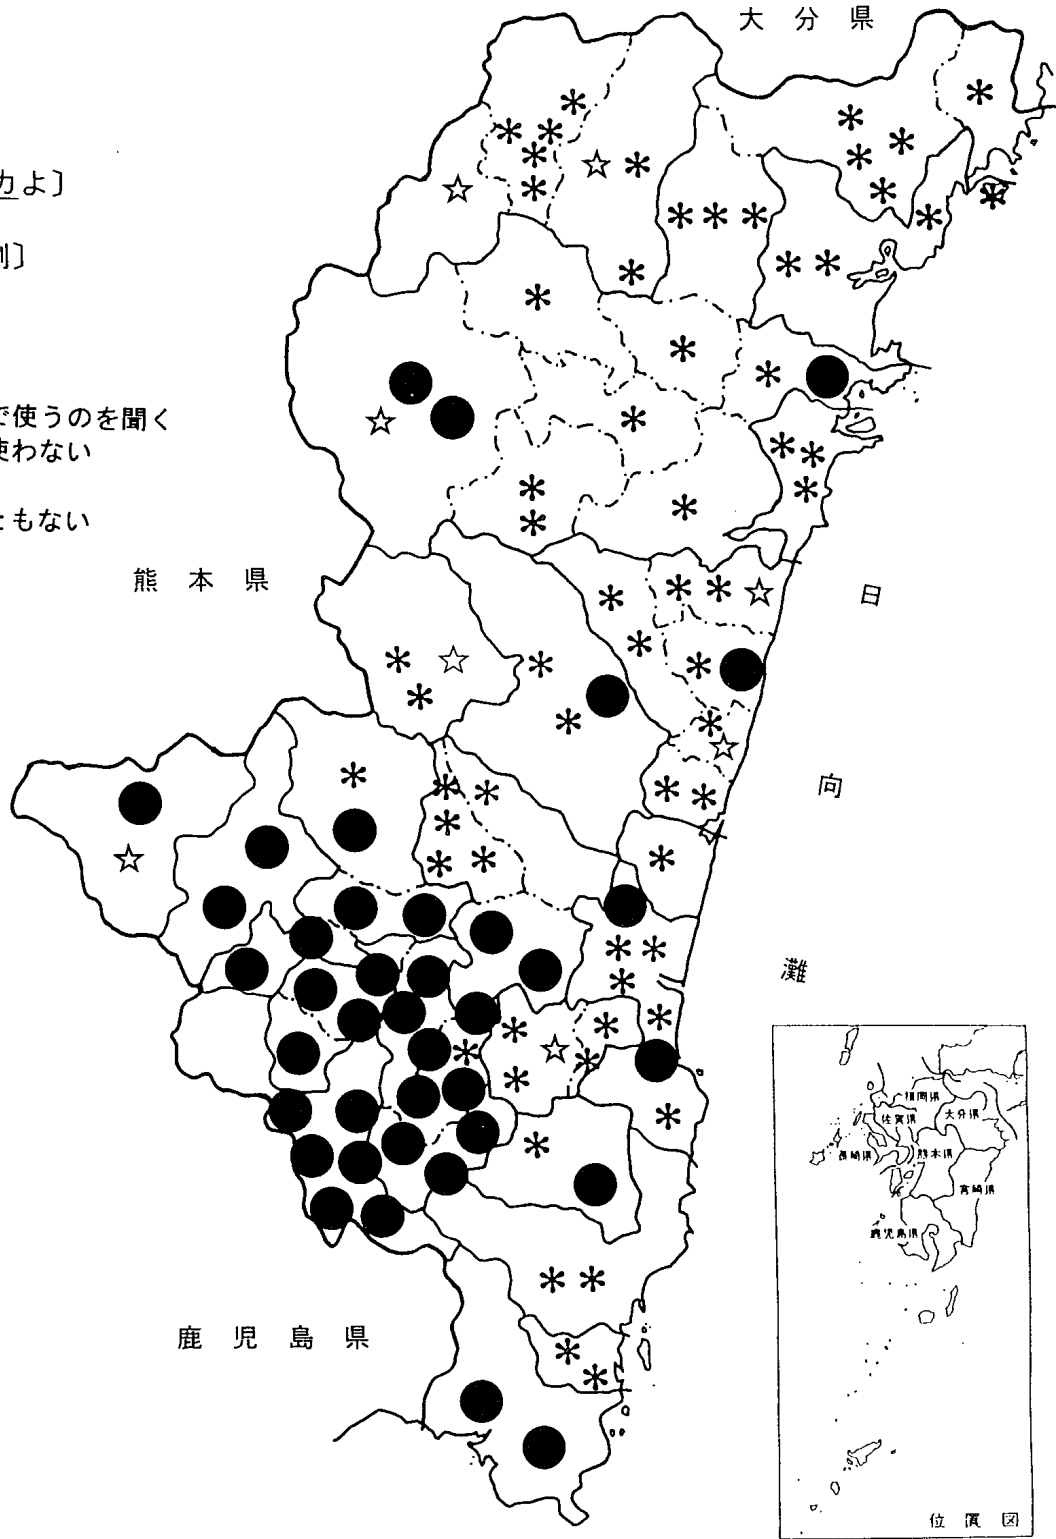 大分県
カよ〕
〕
で使うのを聞く
使わない
ともない
熊本県
日
向
灘
鹿児島県
福岡県
佐賀県
大分県
長崎県
熊本県
宮崎県
鹿児島県
位置図